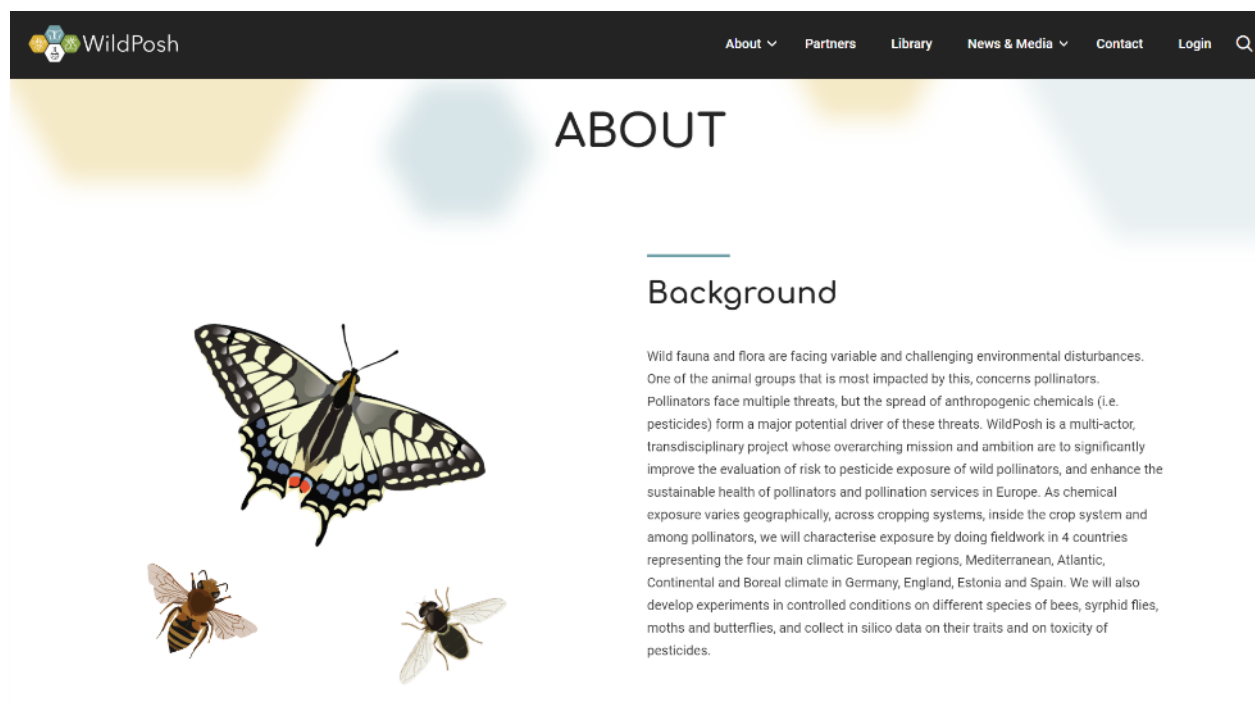 WildPosh
About
Partners
Library
News & Media
Contact
Login
ABOUT
Background
Wild fauna and flora are facing variable and challenging environmental disturbances.
One of the animal groups that is most impacted by this, concerns pollinators.
Pollinators face multiple threats, but the spread of anthropogenic chemicals (i.e.
pesticides) form a major potential driver of these threats. WildPosh is a multi-actor,
transdisciplinary project whose overarching mission and ambition are to significantly
improve the evaluation of risk to pesticide exposure of wild pollinators, and enhance the
sustainable health of pollinators and pollination services in Europe. As chemical
exposure varies geographically, across cropping systems, inside the crop system and
among pollinators, we will characterise exposure by doing fieldwork in 4 countries
representing the four main climatic European regions, Mediterranean, Atlantic,
Continental and Boreal climate in Germany, England, Estonia and Spain. We will also
develop experiments in controlled conditions on different species of bees, syrphid flies,
moths and butterflies, and collect in silico data on their traits and on toxicity of
pesticides.